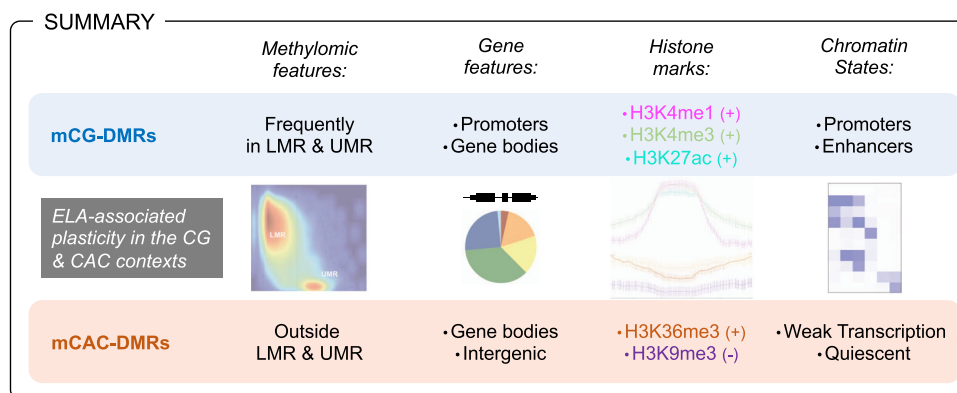 SUMMARY
Methylomic features:
Gene features:
Histone marks:
Chromatin States:
mCG-DMRs
Frequently in LMR & UMR
• Promoters
• Gene bodies
• H3K4me1 (+)
• H3K4me3 (+)
• H3K27ac (+)
• Promoters
• Enhancers
ELA-associated
plasticity in the CG
& CAC contexts
LMR
UMR
mCAC-DMRs
Outside
LMR & UMR
• Gene bodies
• Intergenic
• H3K36me3 (+)
• H3K9me3 (-)
• Weak Transcription
• Quiescent